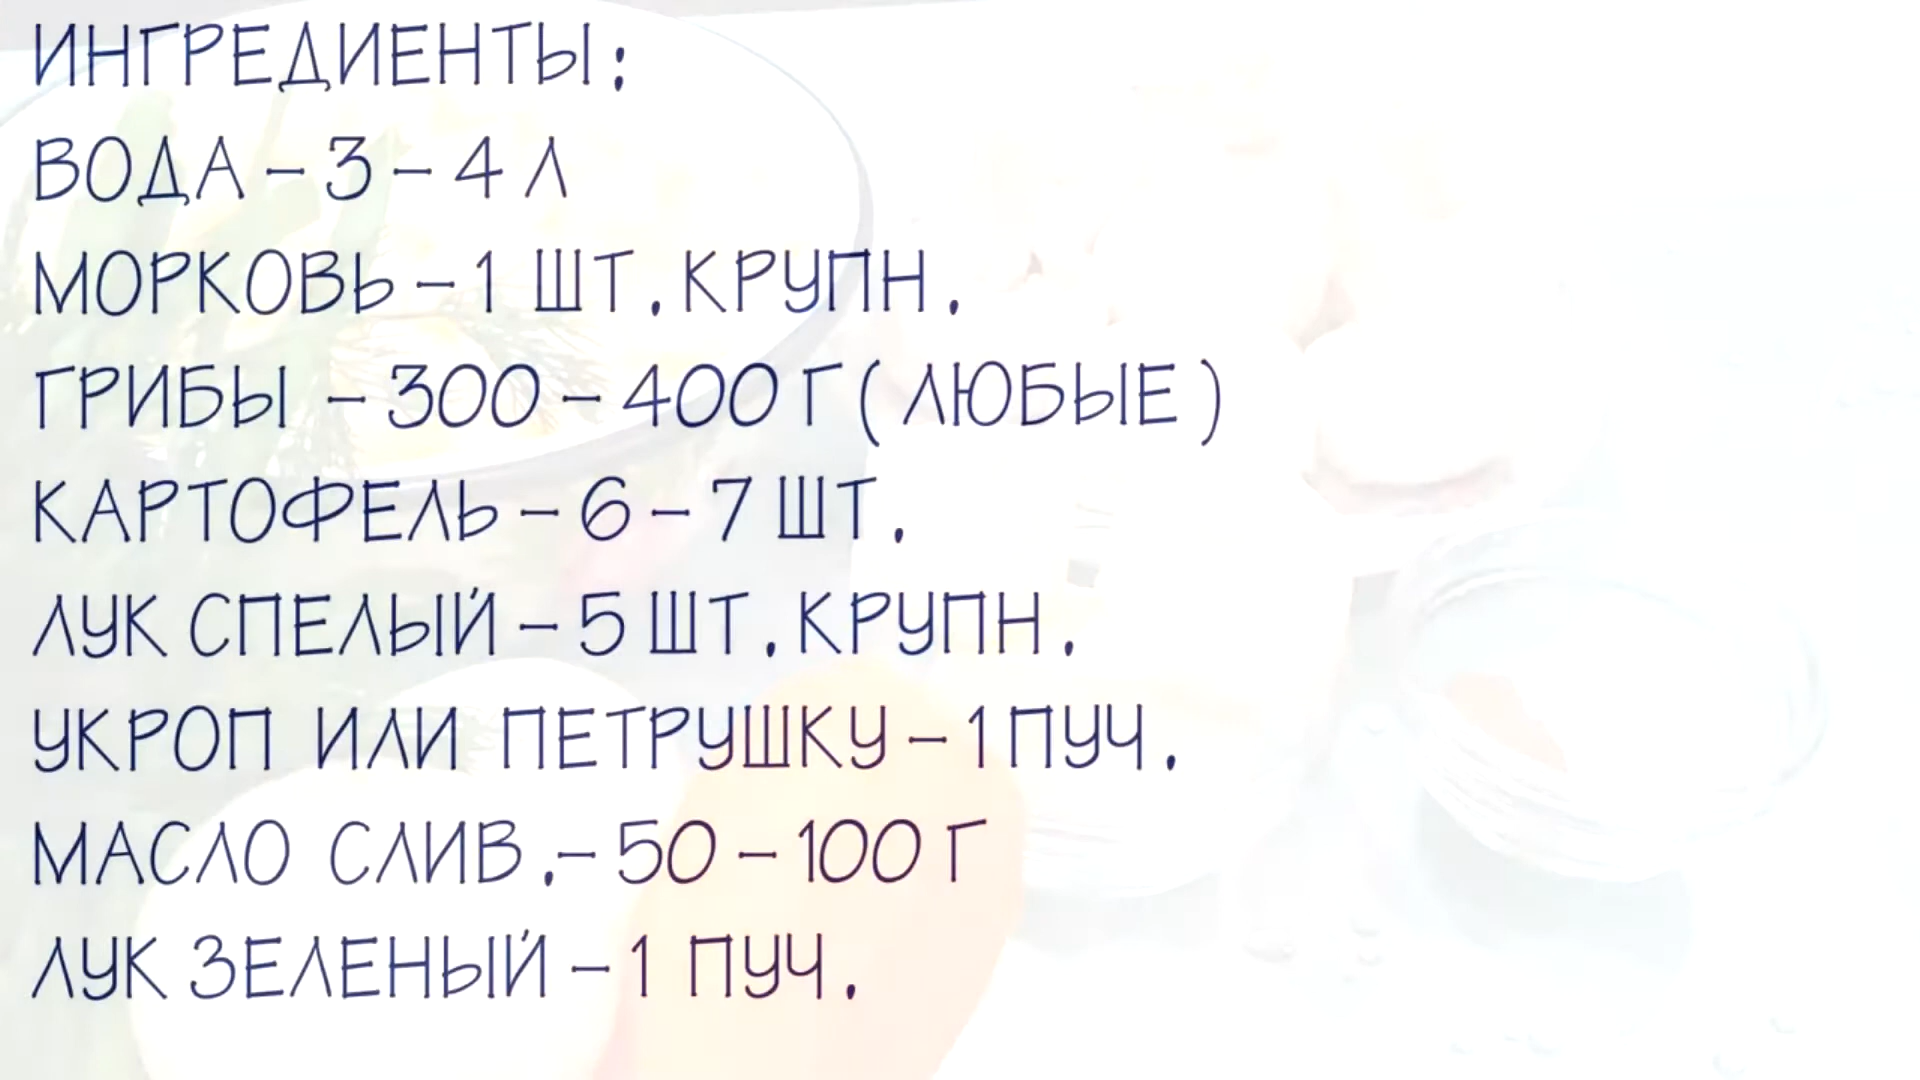 ИНГРЕДИЕНТЫ:
ВОДА – 3 – 4 Л
МОРКОВЬ – 1 ШТ. КРУПН.
ГРИБЫ – 300 – 400 Г ( ЛЮБЫЕ )
КАРТОФЕЛЬ – 6 – 7 ШТ.
ЛУК СПЕЛЫЙ – 5 ШТ. КРУПН.
УКРОП ИЛИ ПЕТРУШКУ – 1 ПУЧ.
МАСЛО СЛИВ. – 50 – 100 Г
ЛУК ЗЕЛЕНЫЙ – 1 ПУЧ.